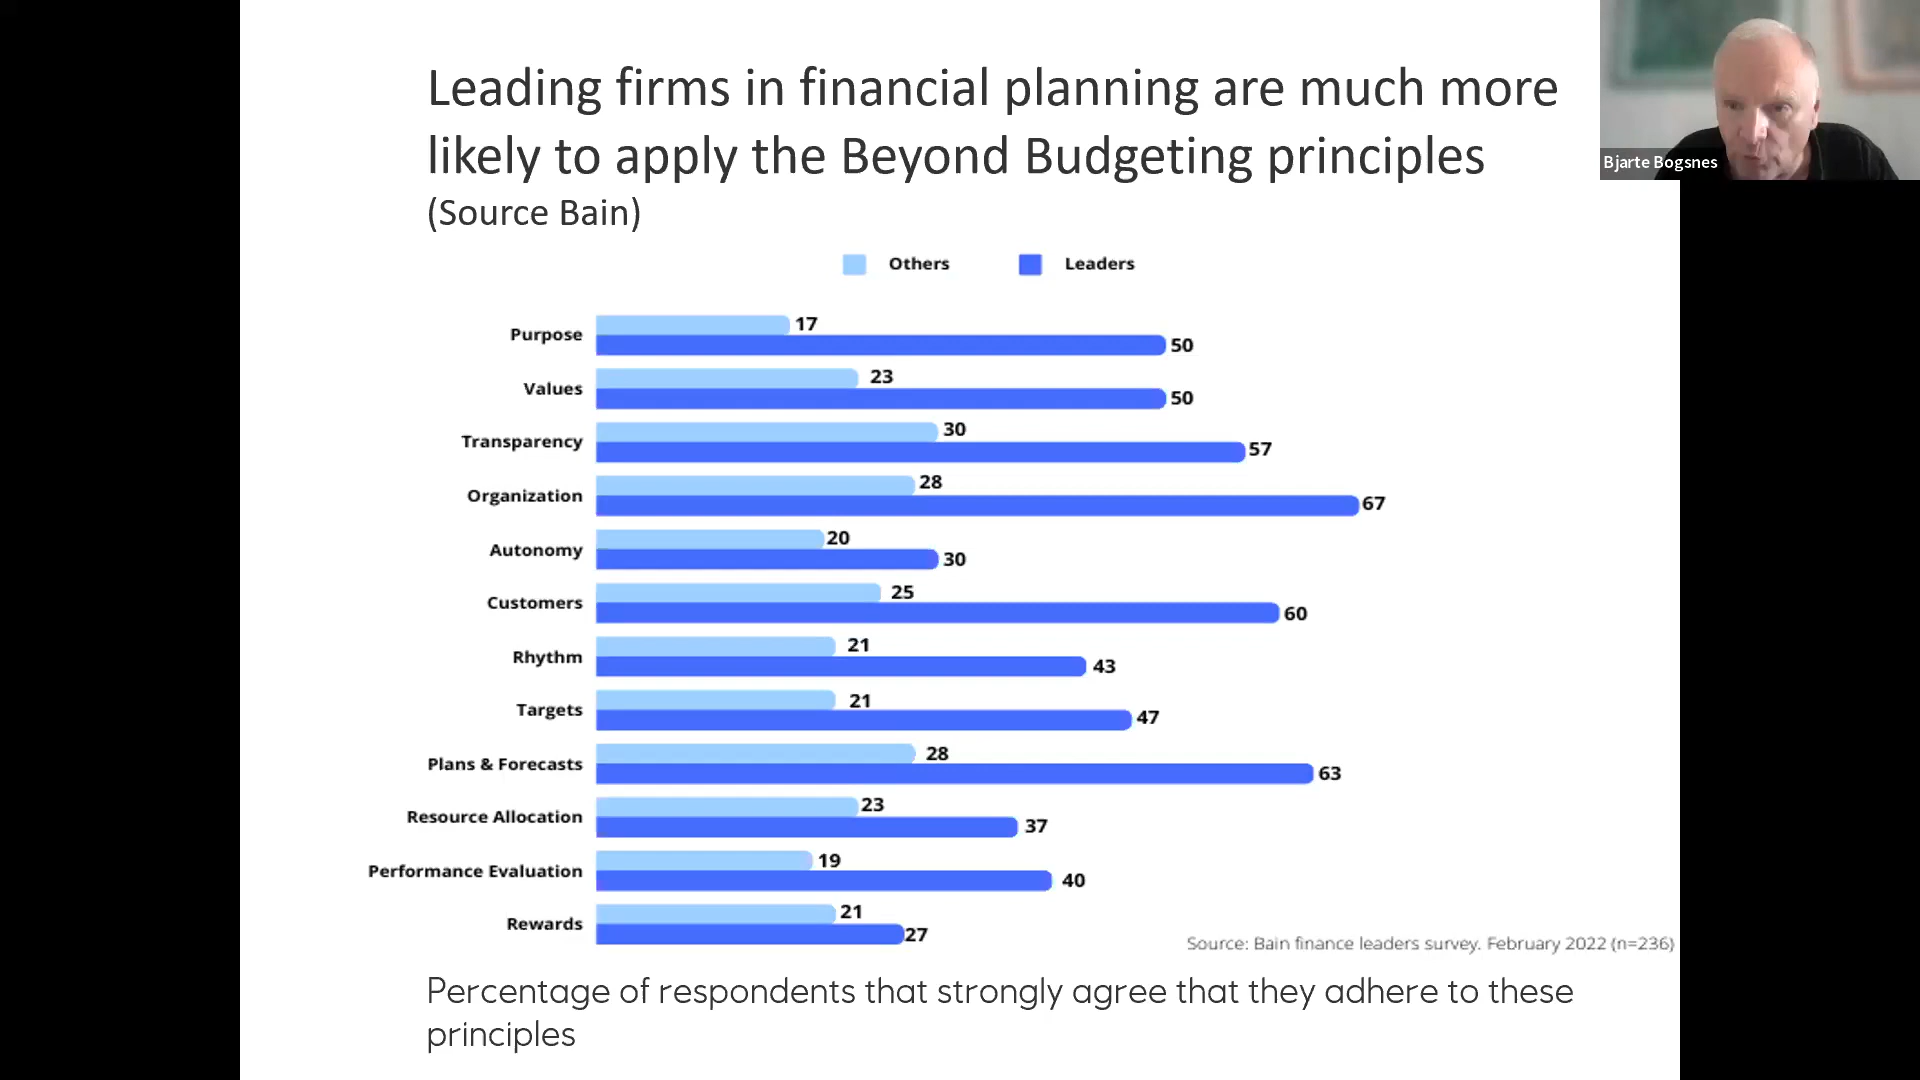 Leading firms in financial planning are much more
likely to apply the Beyond Budgeting principles
(Source Bain)
Bjarte Bogsnes
Others Leaders
Purpose 17 50
Values 23 50
Transparency 30 57
Organization 28 67
Autonomy 20 30
Customers 25 60
Rhythm 21 43
Targets 21 47
Plans & Forecasts 28 63
Resource Allocation 23 37
Performance Evaluation 19 40
Rewards 21 27
Source: Bain finance leaders survey. February 2022 (n=236)
Percentage of respondents that strongly agree that they adhere to these
principles